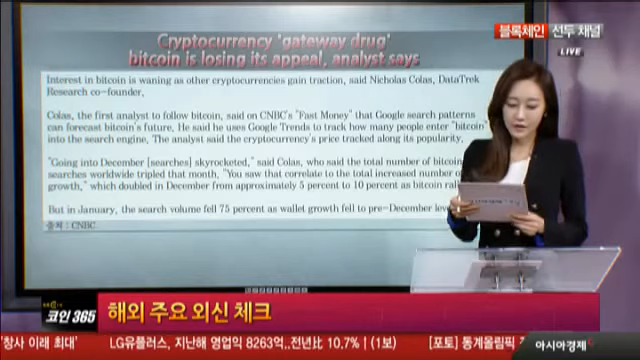 블록체인 선두 채널
LIVE
Cryptocurrency 'gateway drug'
bitcoin is losing its appeal, analyst says
Interest in bitcoin is waning as other cryptocurrencies gain traction, said Nicholas Colas, DataTrek
Research co-founder.
Colas, the first analyst to follow bitcoin, said on CNBC's "Fast Money" that Google search patterns
can forecast bitcoin's future. He said he uses Google Trends to track how many people enter "bitcoin"
into the search engine. The analyst said the cryptocurrency's price tracked along its popularity.
"Going into December [searches] skyrocketed," said Colas, who said the total number of bitcoin
searches worldwide tripled that month. "You saw that correlate to the total increased number of
growth," which doubled in December from approximately 5 percent to 10 percent as bitcoin
But in January, the search volume fell 75 percent as wallet growth fell to pre-December
출처 : CNBC
코인 365
해외 주요 외신 체크
'창사 이래 최대' LG유플러스, 지난해 영업익 8263억..전년比 10.7%↑(1보) [포토] 통계올림픽
아시아경제